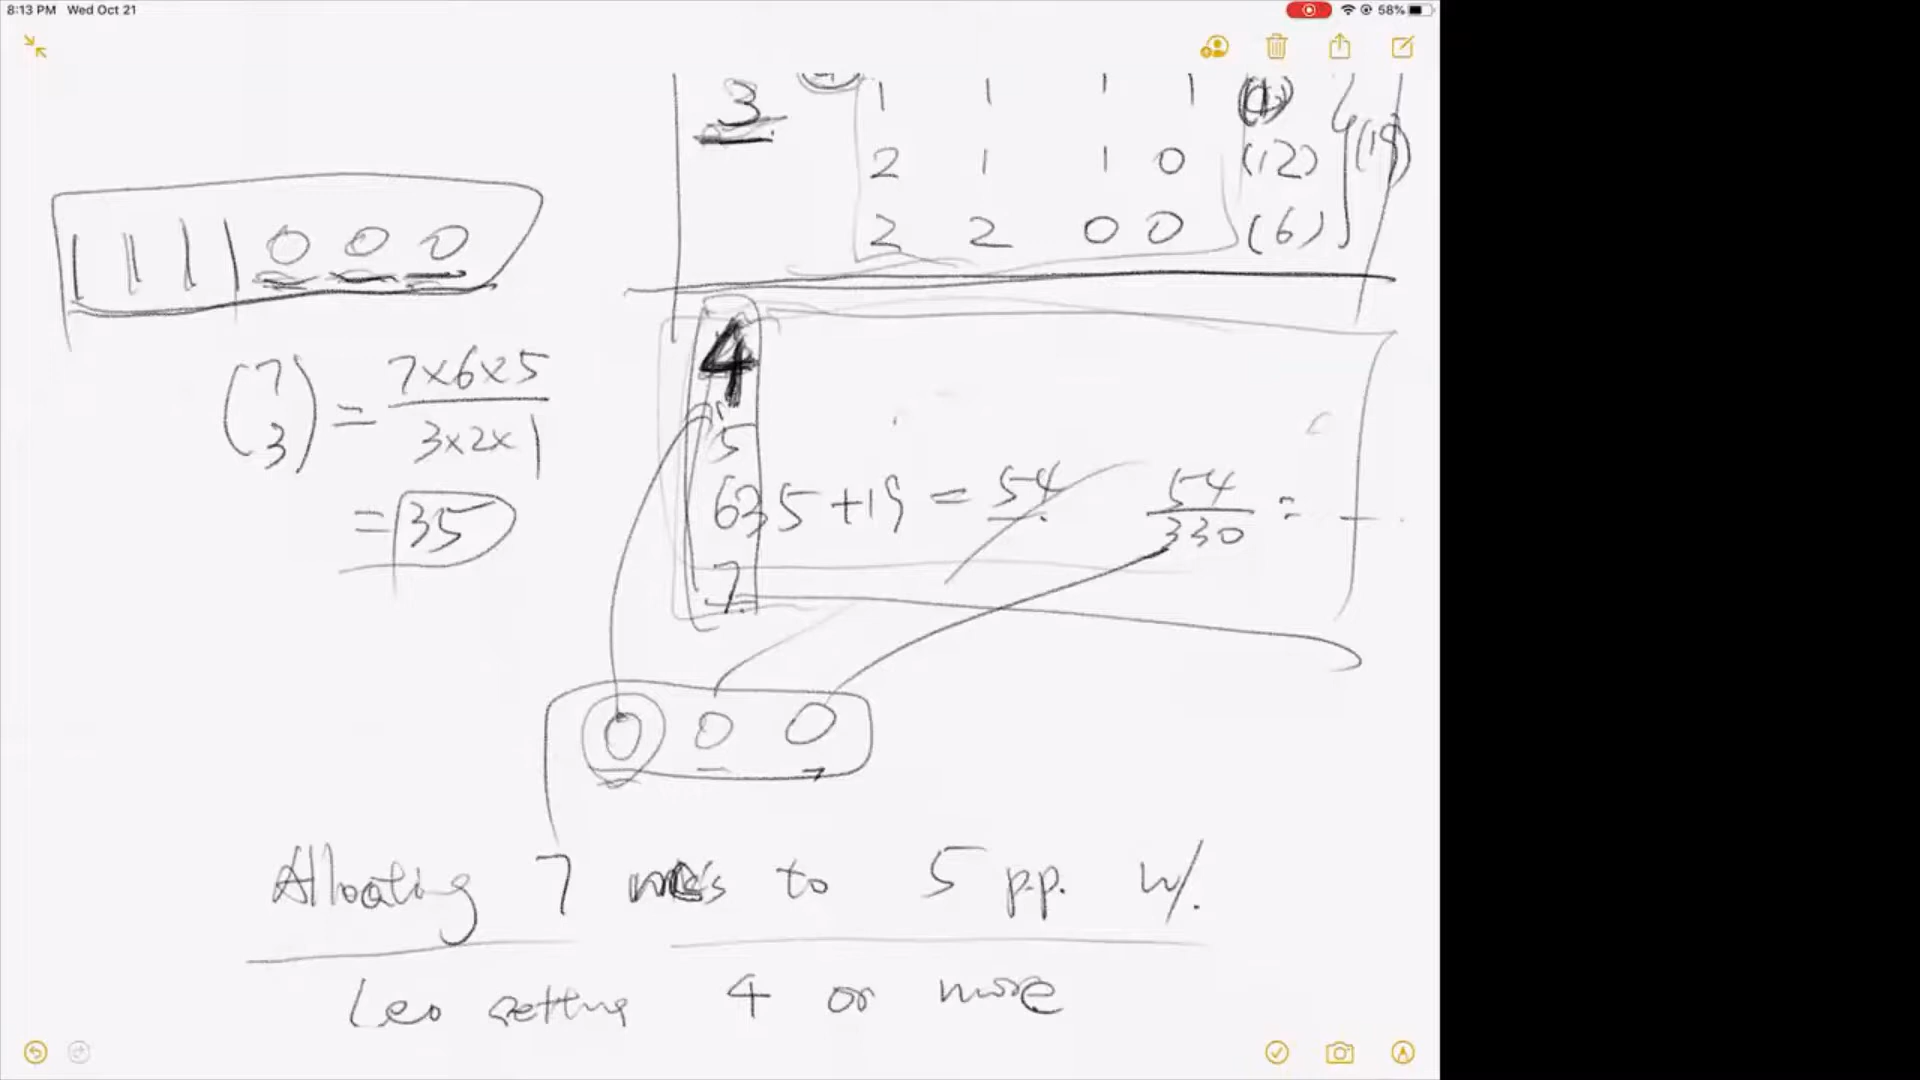 8:13 PM Wed Oct 21
58%
3
1 1 1 1
2 1 1 0 (12)
2 2 0 0 (6)
(19)
| | | | 0 0 0
(7 3) = 7×6×5 / 3×2×1
= 35
4
5
6
7
35 + 19 = 54
54 / 330 =
0 0 0
Allocating 7 to 5 pp. w/.
Leo getting 4 or more